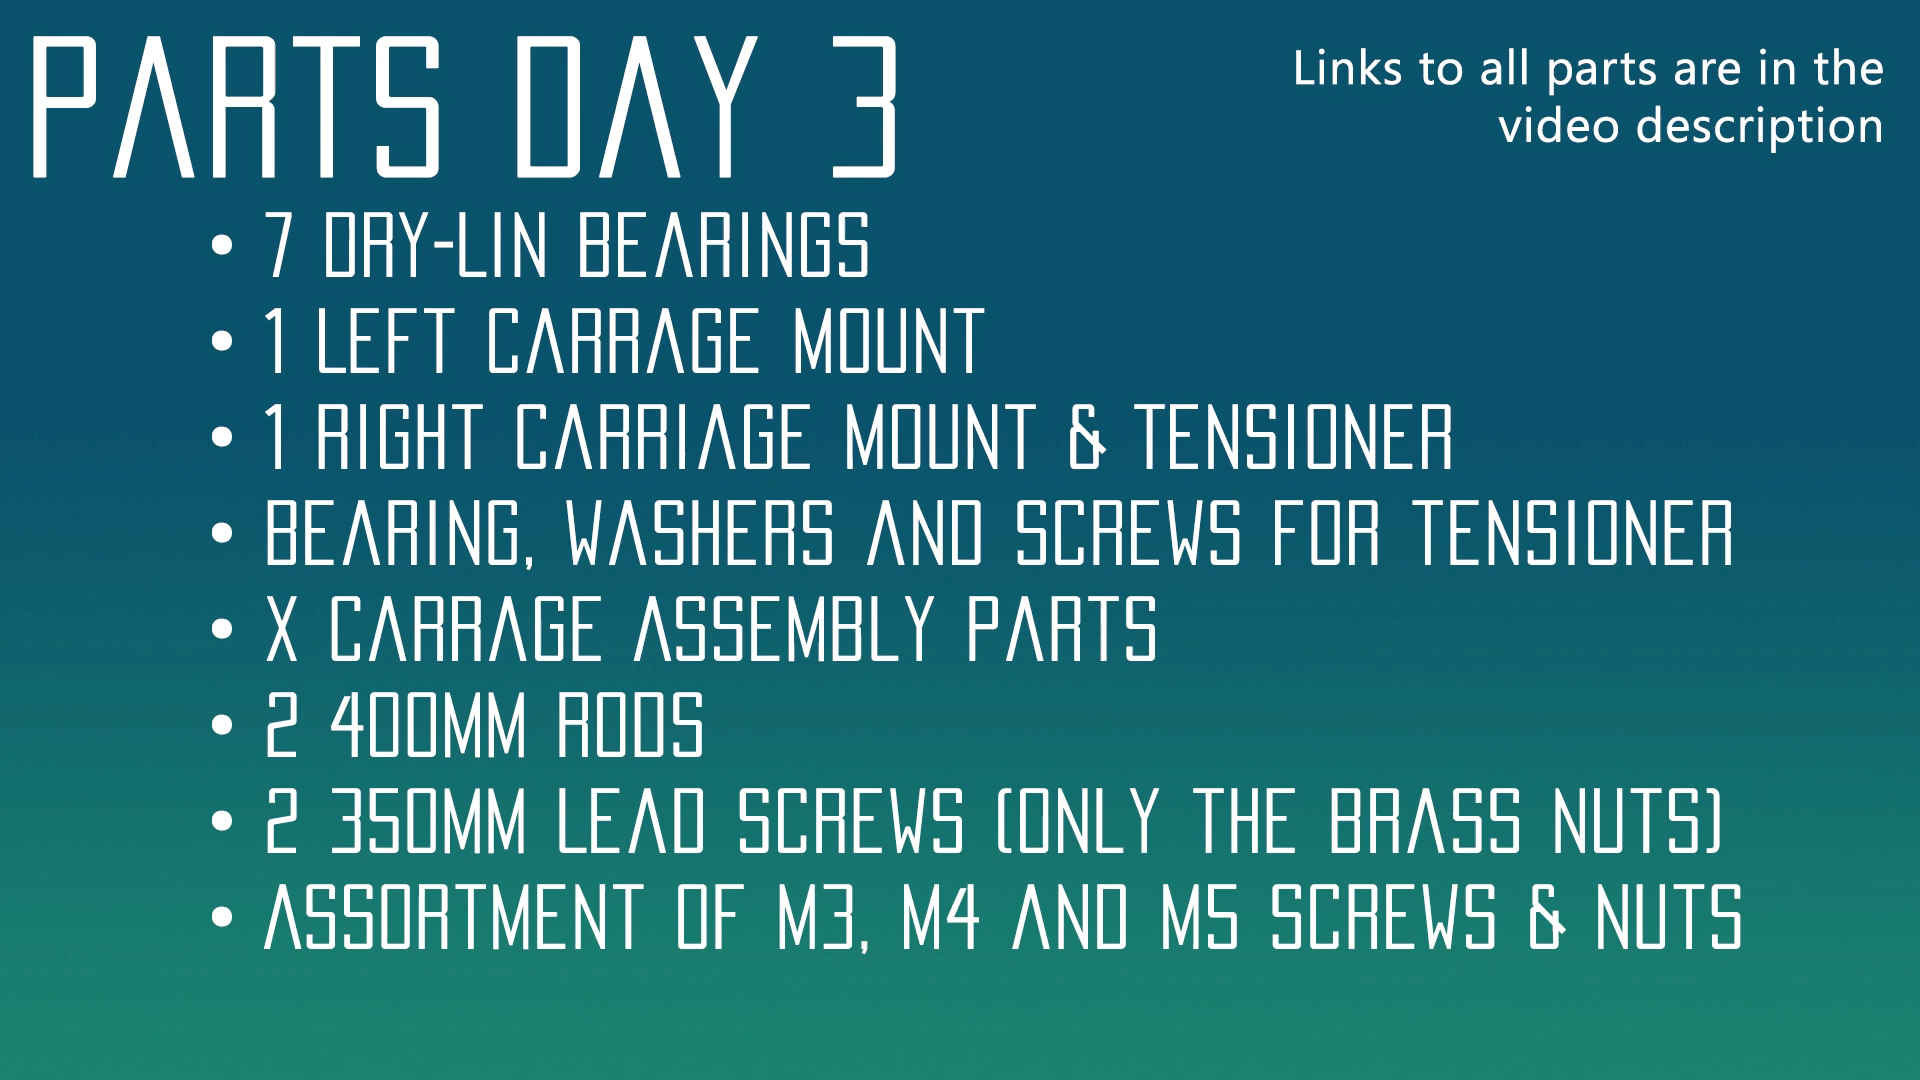 PARTS DAY 3
Links to all parts are in the
video description
• 7 DRY-LIN BEARINGS
• 1 LEFT CARRAGE MOUNT
• 1 RIGHT CARRIAGE MOUNT & TENSIONER
• BEARING, WASHERS AND SCREWS FOR TENSIONER
• X CARRAGE ASSEMBLY PARTS
• 2 400MM RODS
• 2 350MM LEAD SCREWS (ONLY THE BRASS NUTS)
• ASSORTMENT OF M3, M4 AND M5 SCREWS & NUTS